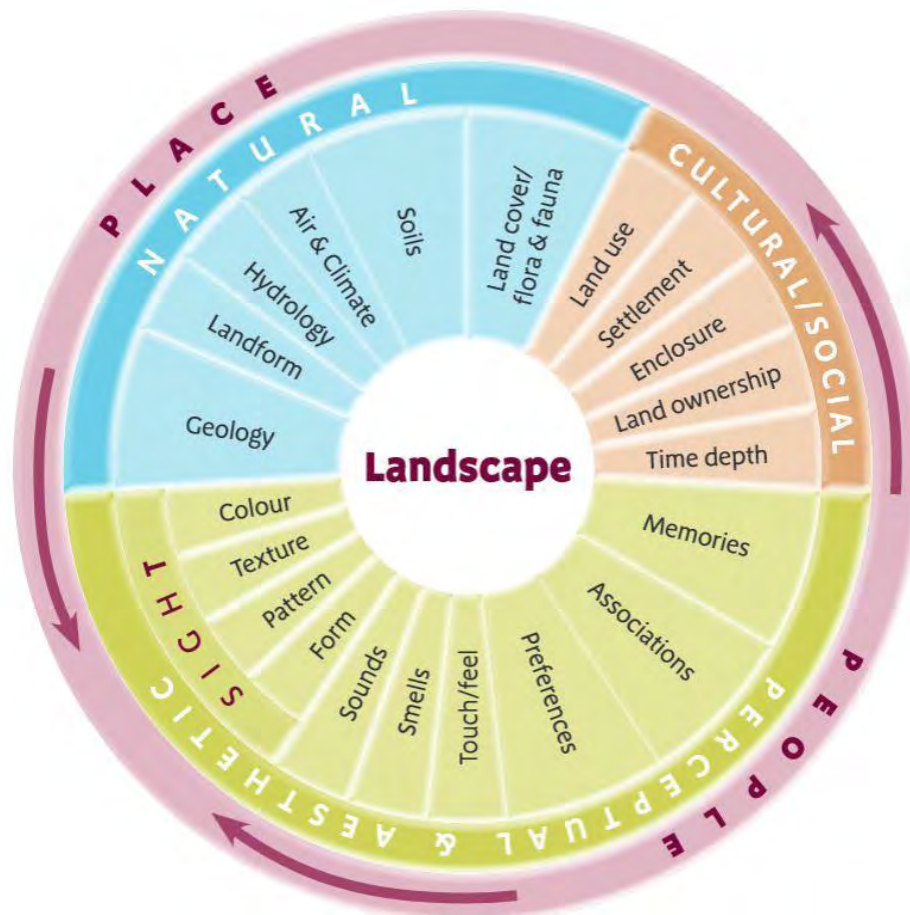 PLACE
NATURAL
CULTURAL/SOCIAL
Geology
Landform
Hydrology
Air & Climate
Soils
Land cover/
flora & fauna
Land use
Settlement
Enclosure
Land ownership
Time depth
Landscape
Memories
Associations
Preferences
Touch/feel
Smells
Sounds
Form
Pattern
Texture
Colour
SIGHT
PERCEPTUAL & AESTHETIC
PEOPLE